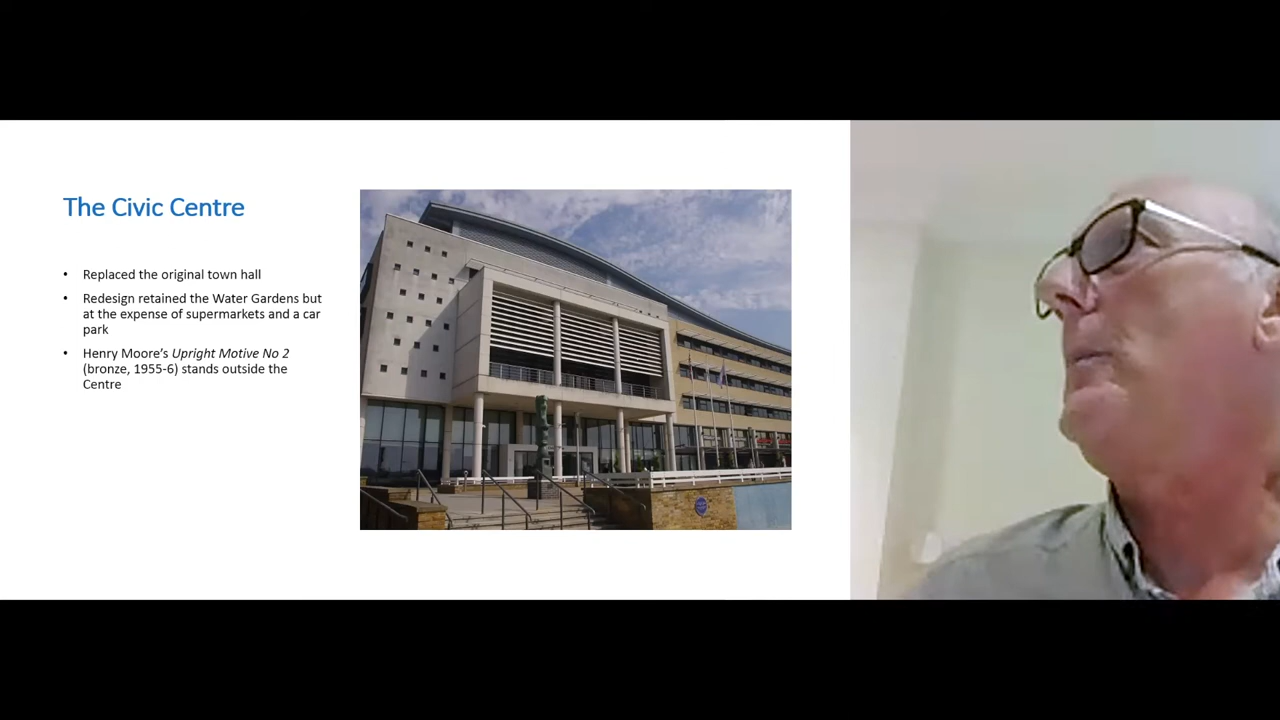 The Civic Centre
• Replaced the original town hall
• Redesign retained the Water Gardens but
at the expense of supermarkets and a car
park
• Henry Moore's Upright Motive No 2
(bronze, 1955-6) stands outside the
Centre